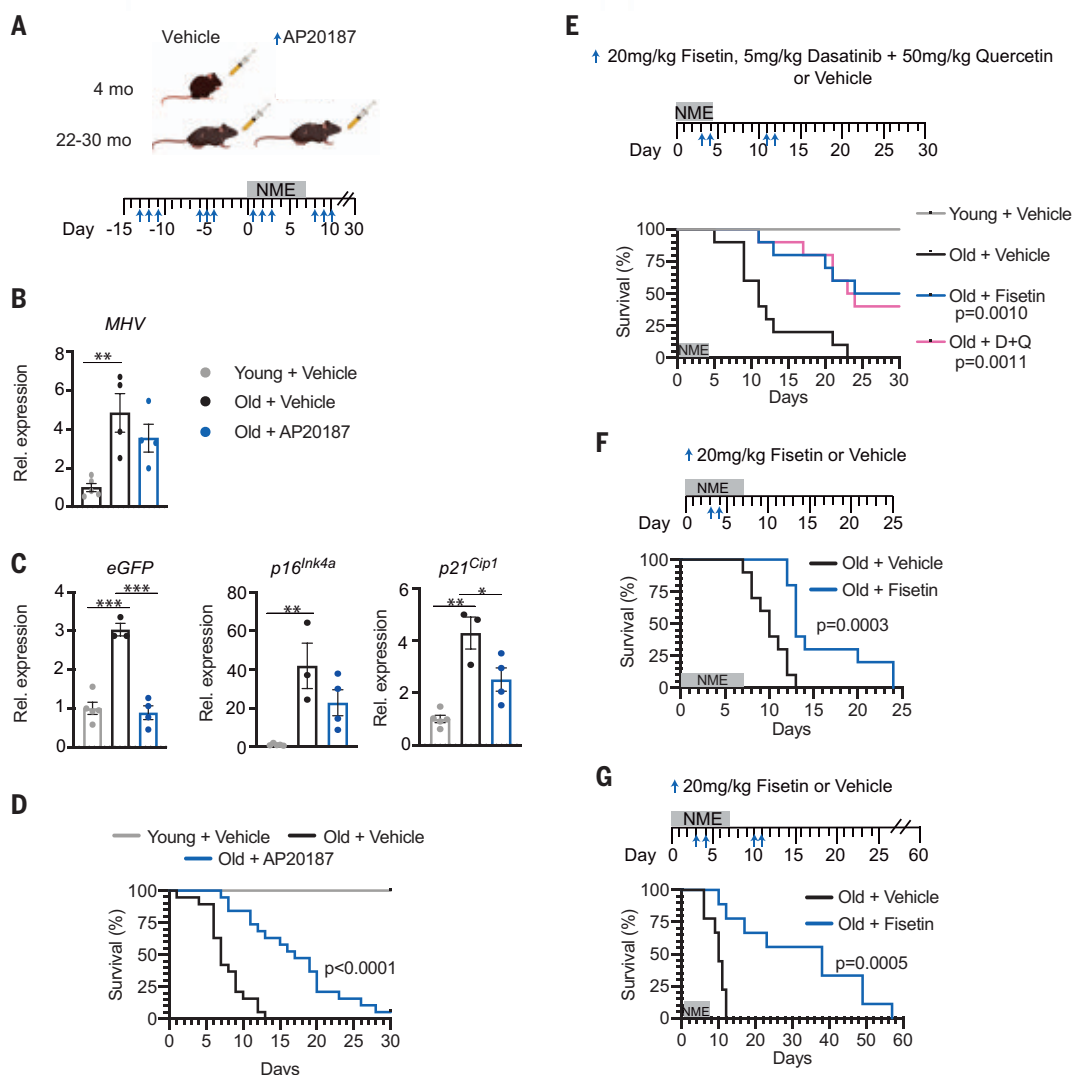 A
Vehicle
↑AP20187
4 mo
22-30 mo
NME
Day -15 -10 -5 0 5 10 30
B
MHV
Rel. expression
8
6
4
2
0
**
Young + Vehicle
Old + Vehicle
Old + AP20187
C
eGFP
Rel. expression
4
3
2
1
0
***
***
p16Ink4a
Rel. expression
80
60
40
20
0
**
p21Cip1
Rel. expression
6
4
2
0
**
*
D
Young + Vehicle Old + Vehicle
Old + AP20187
Survival (%)
100
75
50
25
0
p<0.0001
0 5 10 15 20 25 30
Days
E
↑ 20mg/kg Fisetin, 5mg/kg Dasatinib + 50mg/kg Quercetin
or Vehicle
NME
Day 0 5 10 15 20 25 30
Survival (%)
100
75
50
25
0
NME
0 5 10 15 20 25 30
Days
Young + Vehicle
Old + Vehicle
Old + Fisetin
p=0.0010
Old + D+Q
p=0.0011
F
↑ 20mg/kg Fisetin or Vehicle
NME
Day 0 5 10 15 20 25
Survival (%)
100
75
50
25
0
Old + Vehicle
Old + Fisetin
p=0.0003
NME
0 5 10 15 20 25
Days
G
↑ 20mg/kg Fisetin or Vehicle
NME
Day 0 5 10 15 20 25 60
Survival (%)
100
75
50
25
0
Old + Vehicle
Old + Fisetin
p=0.0005
NME
0 10 20 30 40 50 60
Days